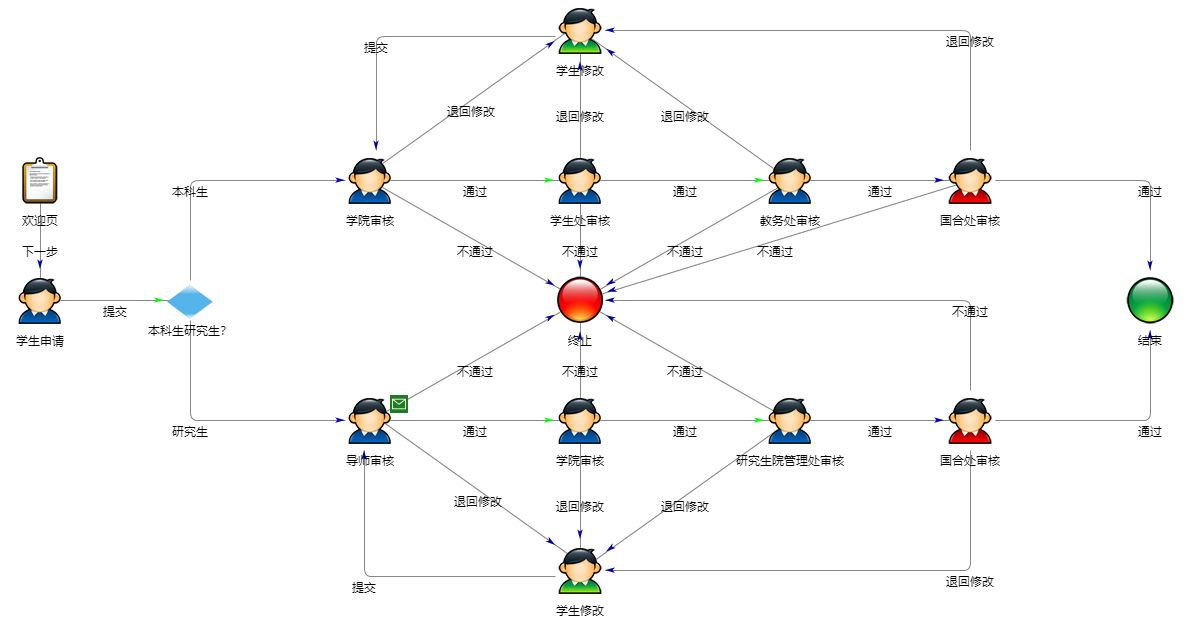 提交
退回修改
学生修改
退回修改
退回修改
退回修改
本科生
通过
通过
通过
通过
欢迎页
学院审核
学生处审核
教务处审核
国合处审核
下一步
不通过
不通过
不通过
不通过
提交
不通过
本科生研究生?
学生申请
终止
结束
不通过
不通过
不通过
研究生
通过
通过
通过
通过
导师审核
学院审核
研究生院管理处审核
国合处审核
退回修改
退回修改
退回修改
提交
退回修改
学生修改